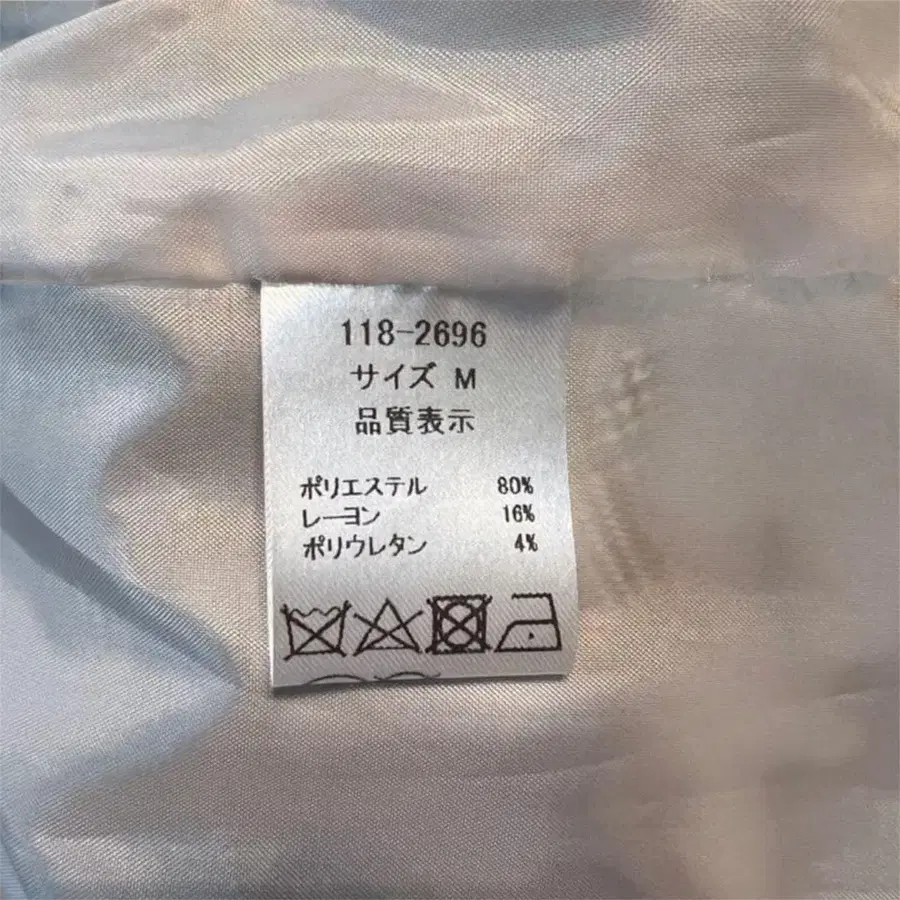 118-2696
サイズ M
品質表示
ポリエステル 80%
レーヨン 16%
ポリウレタン 4%